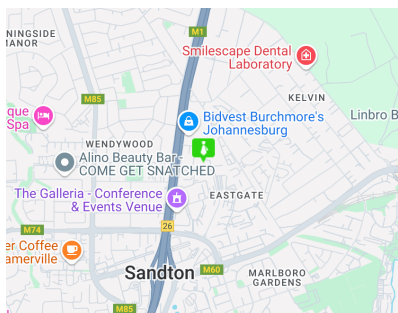 M1
NINGSIDE
MANOR
Smilescape Dental
Laboratory
M85
KELVIN
que
Spa
Bidvest Burchmore's
Johannesburg
Linbro B
WENDYWOOD
Alino Beauty Bar -
COME GET SNATCHED
The Galleria - Conference
& Events Venue
EASTGATE
26
M74
er Coffee
amerville
Sandton
M60
MARLBORO
GARDENS
M85